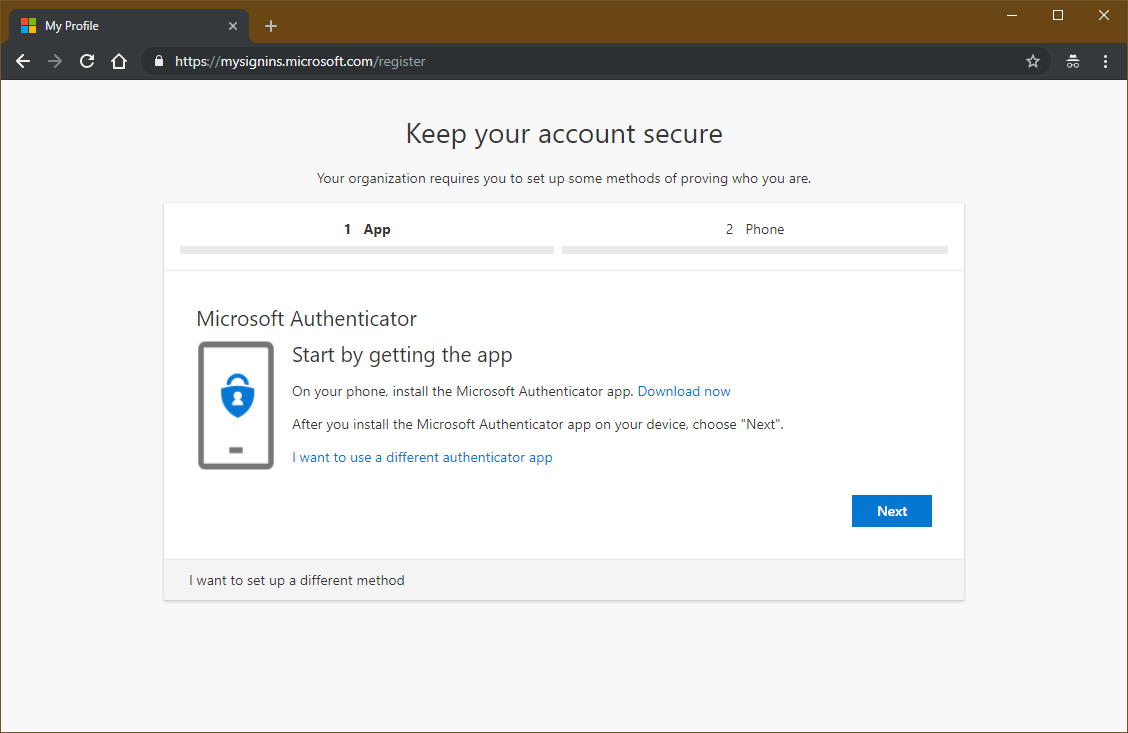 My Profile
https://mysignins.microsoft.com/register
Keep your account secure
Your organization requires you to set up some methods of proving who you are.
1 App
2 Phone
Microsoft Authenticator
Start by getting the app
On your phone, install the Microsoft Authenticator app. Download now
After you install the Microsoft Authenticator app on your device, choose "Next".
I want to use a different authenticator app
Next
I want to set up a different method